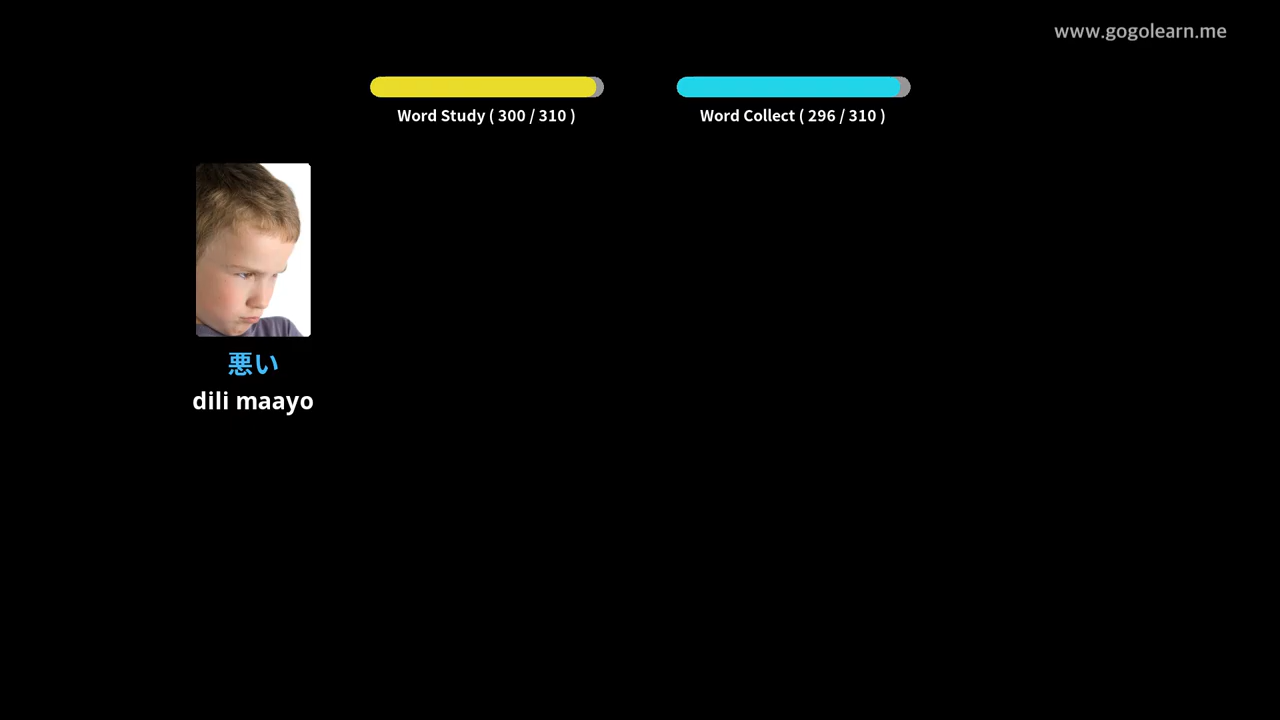 www.gogolearn.me
Word Study ( 300 / 310 )
Word Collect ( 296 / 310 )
悪い
dili maayo